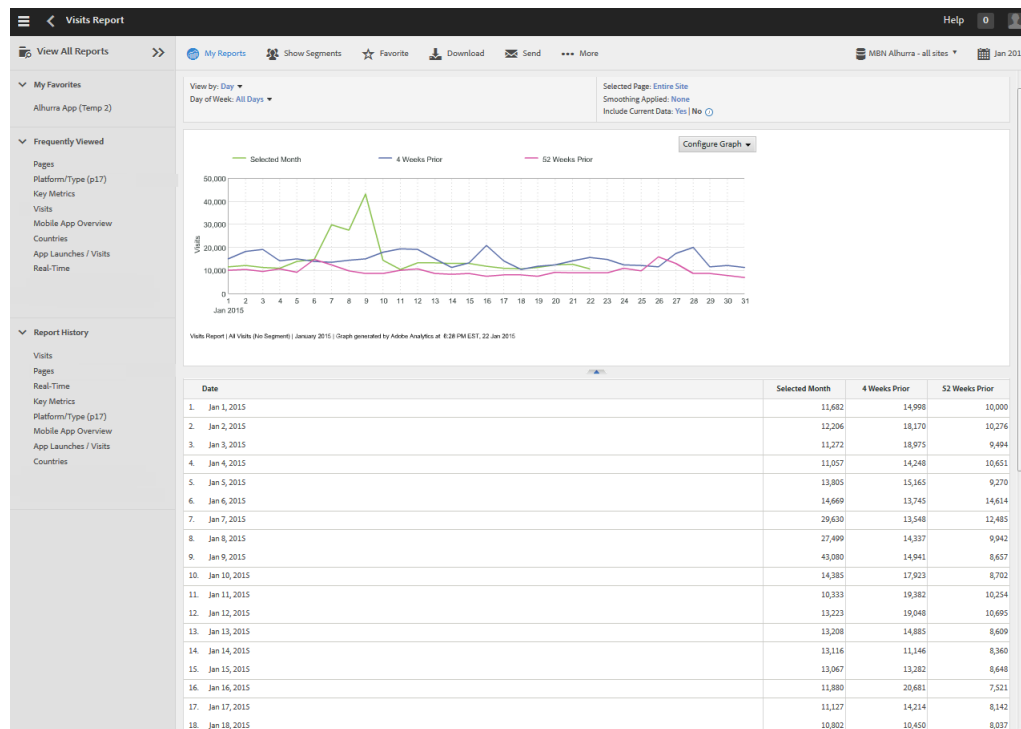 Visits Report
Help 0
View All Reports
My Reports Show Segments Favorite Download Send More MBN Alhurra - all sites Jan 201
My Favorites
Alhurra App (Temp 2)
Frequently Viewed
Pages
Platform/Type (p17)
Key Metrics
Visits
Mobile App Overview
Countries
App Launches / Visits
Real-Time
Report History
Visits
Pages
Real-Time
Key Metrics
Platform/Type (p17)
Mobile App Overview
App Launches / Visits
Countries
View by: Day
Day of Week: All Days
Selected Page: Entire Site
Smoothing Applied: None
Include Current Data: Yes | No
Configure Graph
Selected Month 4 Weeks Prior 52 Weeks Prior
Visits
50,000
40,000
30,000
20,000
10,000
0
1 2 3 4 5 6 7 8 9 10 11 12 13 14 15 16 17 18 19 20 21 22 23 24 25 26 27 28 29 30 31
Jan 2015
Visits Report | All Visits (No Segment) | January 2015 | Graph generated by Adobe Analytics at 6:28 PM EST, 22 Jan 2015
Date Selected Month 4 Weeks Prior 52 Weeks Prior
1. Jan 1, 2015 11,682 14,998 10,000
2. Jan 2, 2015 12,206 18,170 10,276
3. Jan 3, 2015 11,272 18,975 9,494
4. Jan 4, 2015 11,057 14,248 10,651
5. Jan 5, 2015 13,805 15,165 9,270
6. Jan 6, 2015 14,669 13,745 14,614
7. Jan 7, 2015 29,630 13,548 12,485
8. Jan 8, 2015 27,499 14,337 9,942
9. Jan 9, 2015 43,080 14,941 8,657
10. Jan 10, 2015 14,385 17,923 8,702
11. Jan 11, 2015 10,333 19,382 10,254
12. Jan 12, 2015 13,223 19,048 10,695
13. Jan 13, 2015 13,208 14,885 8,609
14. Jan 14, 2015 13,116 11,146 8,360
15. Jan 15, 2015 13,067 13,282 8,648
16. Jan 16, 2015 11,880 20,681 7,521
17. Jan 17, 2015 11,127 14,214 8,142
18. Jan 18, 2015 10,802 10,450 8,037